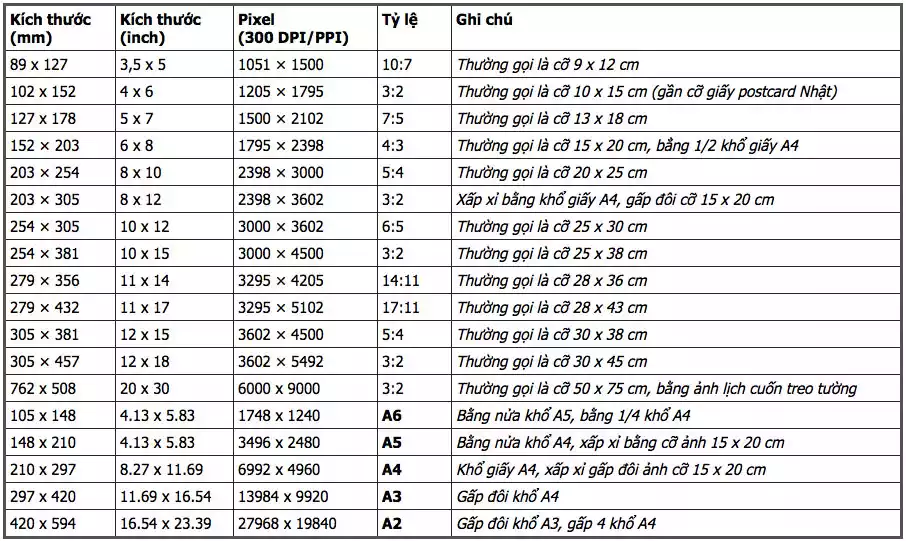 Kích thước (mm) | Kích thước (inch) | Pixel (300 DPI/PPI) | Tỷ lệ | Ghi chú
89 x 127 | 3,5 x 5 | 1051 × 1500 | 10:7 | Thường gọi là cỡ 9 x 12 cm
102 x 152 | 4 x 6 | 1205 × 1795 | 3:2 | Thường gọi là cỡ 10 x 15 cm (gần cỡ giấy postcard Nhật)
127 x 178 | 5 x 7 | 1500 × 2102 | 7:5 | Thường gọi là cỡ 13 x 18 cm
152 × 203 | 6 x 8 | 1795 × 2398 | 4:3 | Thường gọi là cỡ 15 x 20 cm, bằng 1/2 khổ giấy A4
203 × 254 | 8 x 10 | 2398 × 3000 | 5:4 | Thường gọi là cỡ 20 x 25 cm
203 × 305 | 8 x 12 | 2398 × 3602 | 3:2 | Xấp xỉ bằng khổ giấy A4, gấp đôi cỡ 15 x 20 cm
254 × 305 | 10 x 12 | 3000 × 3602 | 6:5 | Thường gọi là cỡ 25 x 30 cm
254 × 381 | 10 x 15 | 3000 × 4500 | 3:2 | Thường gọi là cỡ 25 x 38 cm
279 × 356 | 11 x 14 | 3295 × 4205 | 14:11 | Thường gọi là cỡ 28 x 36 cm
279 × 432 | 11 x 17 | 3295 × 5102 | 17:11 | Thường gọi là cỡ 28 x 43 cm
305 × 381 | 12 x 15 | 3602 × 4500 | 5:4 | Thường gọi là cỡ 30 x 38 cm
305 × 457 | 12 x 18 | 3602 × 5492 | 3:2 | Thường gọi là cỡ 30 x 45 cm
762 x 508 | 20 x 30 | 6000 x 9000 | 3:2 | Thường gọi là cỡ 50 x 75 cm, bằng ảnh lịch cuốn treo tường
105 x 148 | 4.13 x 5.83 | 1748 x 1240 | A6 | Bằng nửa khổ A5, bằng 1/4 khổ A4
148 x 210 | 4.13 x 5.83 | 3496 x 2480 | A5 | Bằng nửa khổ A4, xấp xỉ bằng cỡ ảnh 15 x 20 cm
210 x 297 | 8.27 x 11.69 | 6992 x 4960 | A4 | Khổ giấy A4, xấp xỉ gấp đôi ảnh cỡ 15 x 20 cm
297 x 420 | 11.69 x 16.54 | 13984 x 9920 | A3 | Gấp đôi khổ A4
420 x 594 | 16.54 x 23.39 | 27968 x 19840 | A2 | Gấp đôi khổ A3, gấp 4 khổ A4